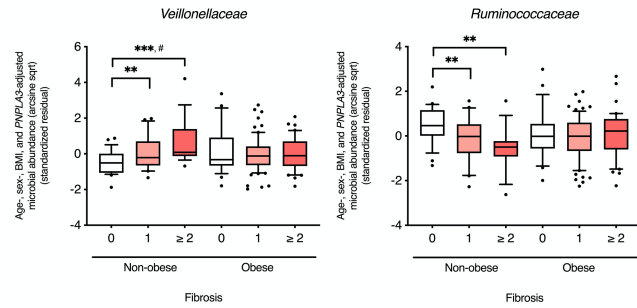 Veillonellaceae
Age-, sex-, BMI, and PNPLA3-adjusted
microbial abundance (arcsine sqrt)
(standardized residual)
6
4
2
0
-2
-4
***, #
**
0
1
≥ 2
0
1
≥ 2
Non-obese
Obese
Fibrosis
Ruminococcaceae
Age-, sex-, BMI, and PNPLA3-adjusted
microbial abundance (arcsine sqrt)
(standardized residual)
4
2
0
-2
-4
**
**
0
1
≥ 2
0
1
≥ 2
Non-obese
Obese
Fibrosis